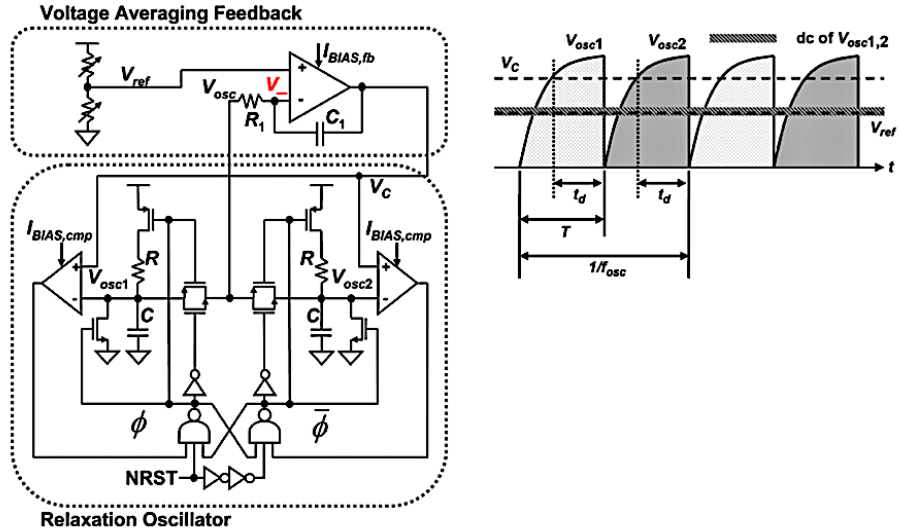 Voltage Averaging Feedback
V_ref
V_osc
V_-
R_1
+
-
I_BIAS,fb
C_1
V_C
I_BIAS,cmp
I_BIAS,cmp
+
-
+
-
R
R
V_osc1
V_osc2
C
C
ϕ
ϕ̅
NRST
Relaxation Oscillator
V_osc1
V_osc2
dc of V_osc1,2
V_C
V_ref
t
t_d
t_d
T
1/f_osc